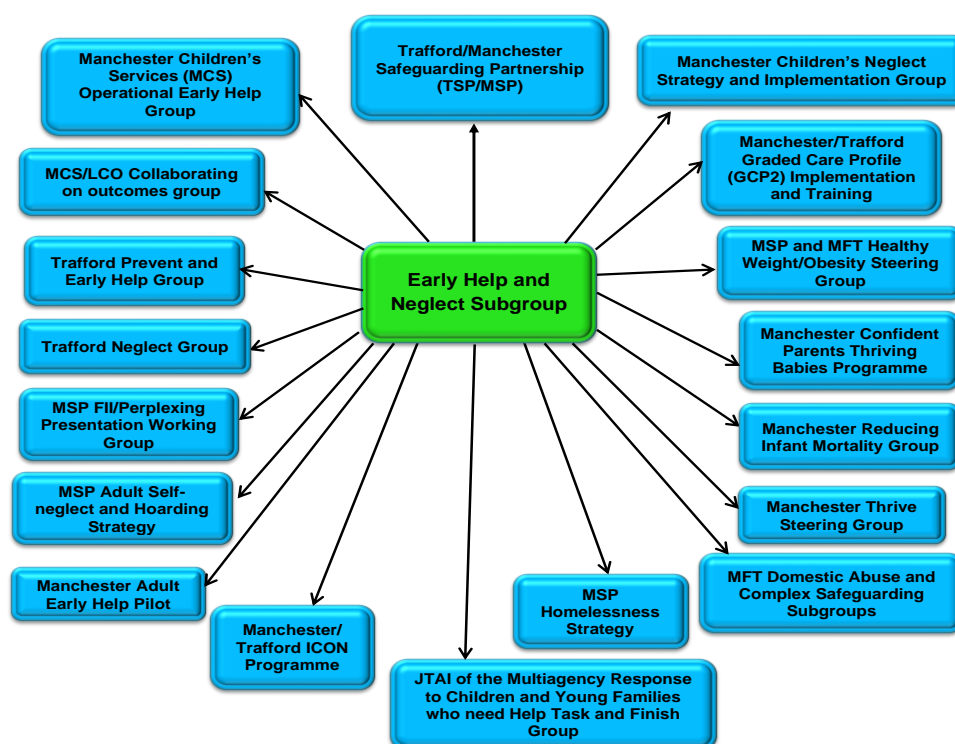 Manchester Children’s
Services (MCS)
Operational Early Help
Group
Trafford/Manchester
Safeguarding Partnership
(TSP/MSP)
Manchester Children’s Neglect
Strategy and Implementation Group
MCS/LCO Collaborating
on outcomes group
Manchester/Trafford
Graded Care Profile
(GCP2) Implementation
and Training
Trafford Prevent and
Early Help Group
Early Help and
Neglect Subgroup
MSP and MFT Healthy
Weight/Obesity Steering
Group
Trafford Neglect Group
Manchester Confident
Parents Thriving
Babies Programme
MSP FII/Perplexing
Presentation Working
Group
Manchester Reducing
Infant Mortality Group
MSP Adult Self-
neglect and Hoarding
Strategy
Manchester Thrive
Steering Group
Manchester Adult
Early Help Pilot
MSP
Homelessness
Strategy
MFT Domestic Abuse and
Complex Safeguarding
Subgroups
Manchester/
Trafford ICON
Programme
JTAI of the Multiagency Response
to Children and Young Families
who need Help Task and Finish
Group